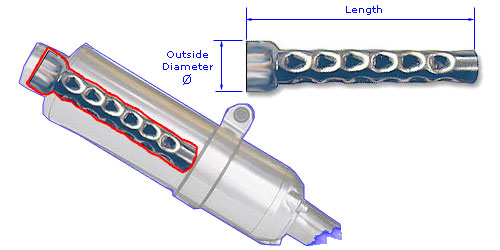 Length
Outside
Diameter
Ø